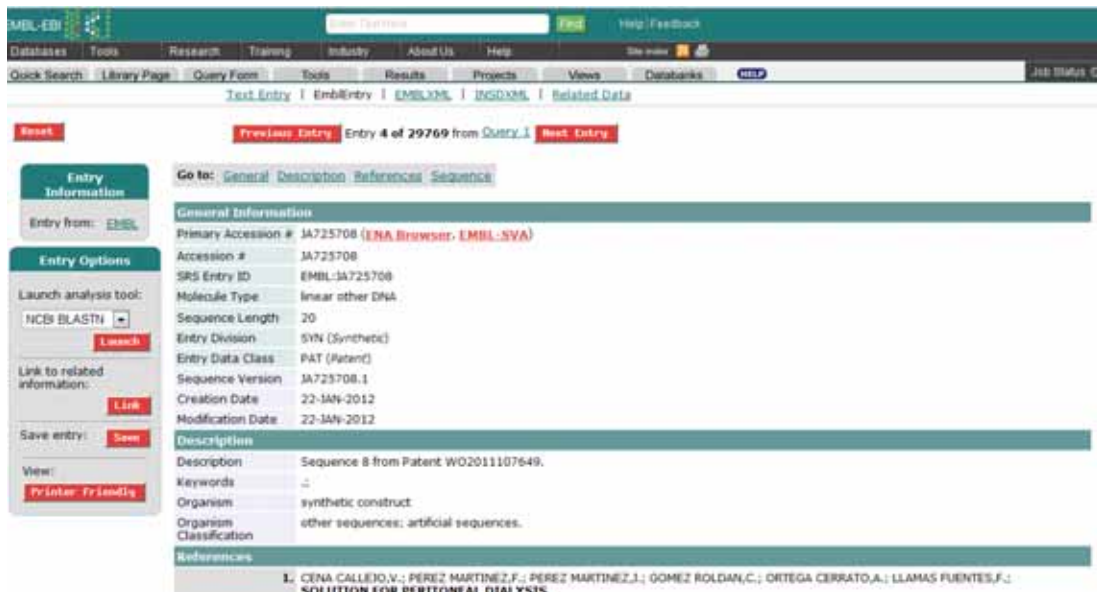 EMBL-EBI
Enter Text Here Find Help | Feedback
Databases Tools Research Training Industry About Us Help Site Index
Quick Search Library Page Query Form Tools Results Projects Views Databanks HELP Job Status
Text Entry | EmblEntry | EMBLXML | INSDXML | Related Data
Reset Previous Entry Entry 4 of 29769 from Query 1 Next Entry
Entry Information
Entry from: EMBL
Entry Options
Launch analysis tool:
NCBI BLASTN
Launch
Link to related information:
Link
Save entry: Save
View:
Printer Friendly
Go to: General Description References Sequence
General Information
Primary Accession # JA725708 (ENA Browser, EMBL-SVA)
Accession # JA725708
SRS Entry ID EMBL:JA725708
Molecule Type linear other DNA
Sequence Length 20
Entry Division SYN (Synthetic)
Entry Data Class PAT (Patent)
Sequence Version JA725708.1
Creation Date 22-JAN-2012
Modification Date 22-JAN-2012
Description
Description Sequence 8 from Patent WO2011107649.
Keywords .;
Organism synthetic construct
Organism Classification other sequences; artificial sequences.
References
1. CENA CALLEJO,V.; PEREZ MARTINEZ,F.; PEREZ MARTINEZ,J.; GOMEZ ROLDAN,C.; ORTEGA CERRATO,A.; LLAMAS FUENTES,F.;
SOLUTION FOR PERITONEAL DIALYSIS